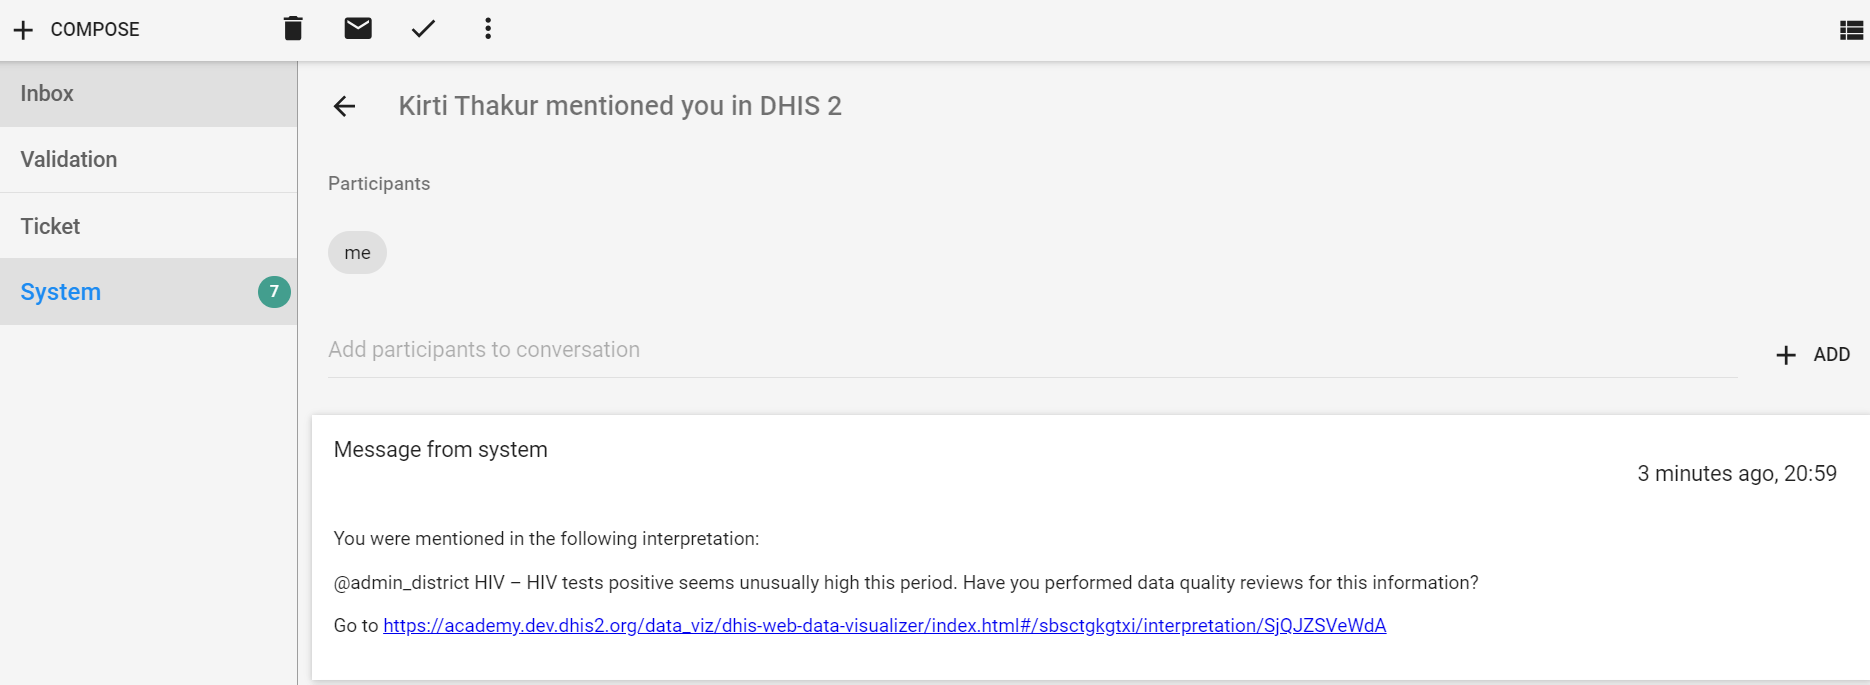 COMPOSE
Inbox
Validation
Ticket
System 7
Kirti Thakur mentioned you in DHIS 2
Participants
me
Add participants to conversation
ADD
Message from system
3 minutes ago, 20:59
You were mentioned in the following interpretation:
@admin_district HIV – HIV tests positive seems unusually high this period. Have you performed data quality reviews for this information?
Go to https://academy.dev.dhis2.org/data_viz/dhis-web-data-visualizer/index.html#/sbsctgkgtxi/interpretation/SjQJZSVeWdA